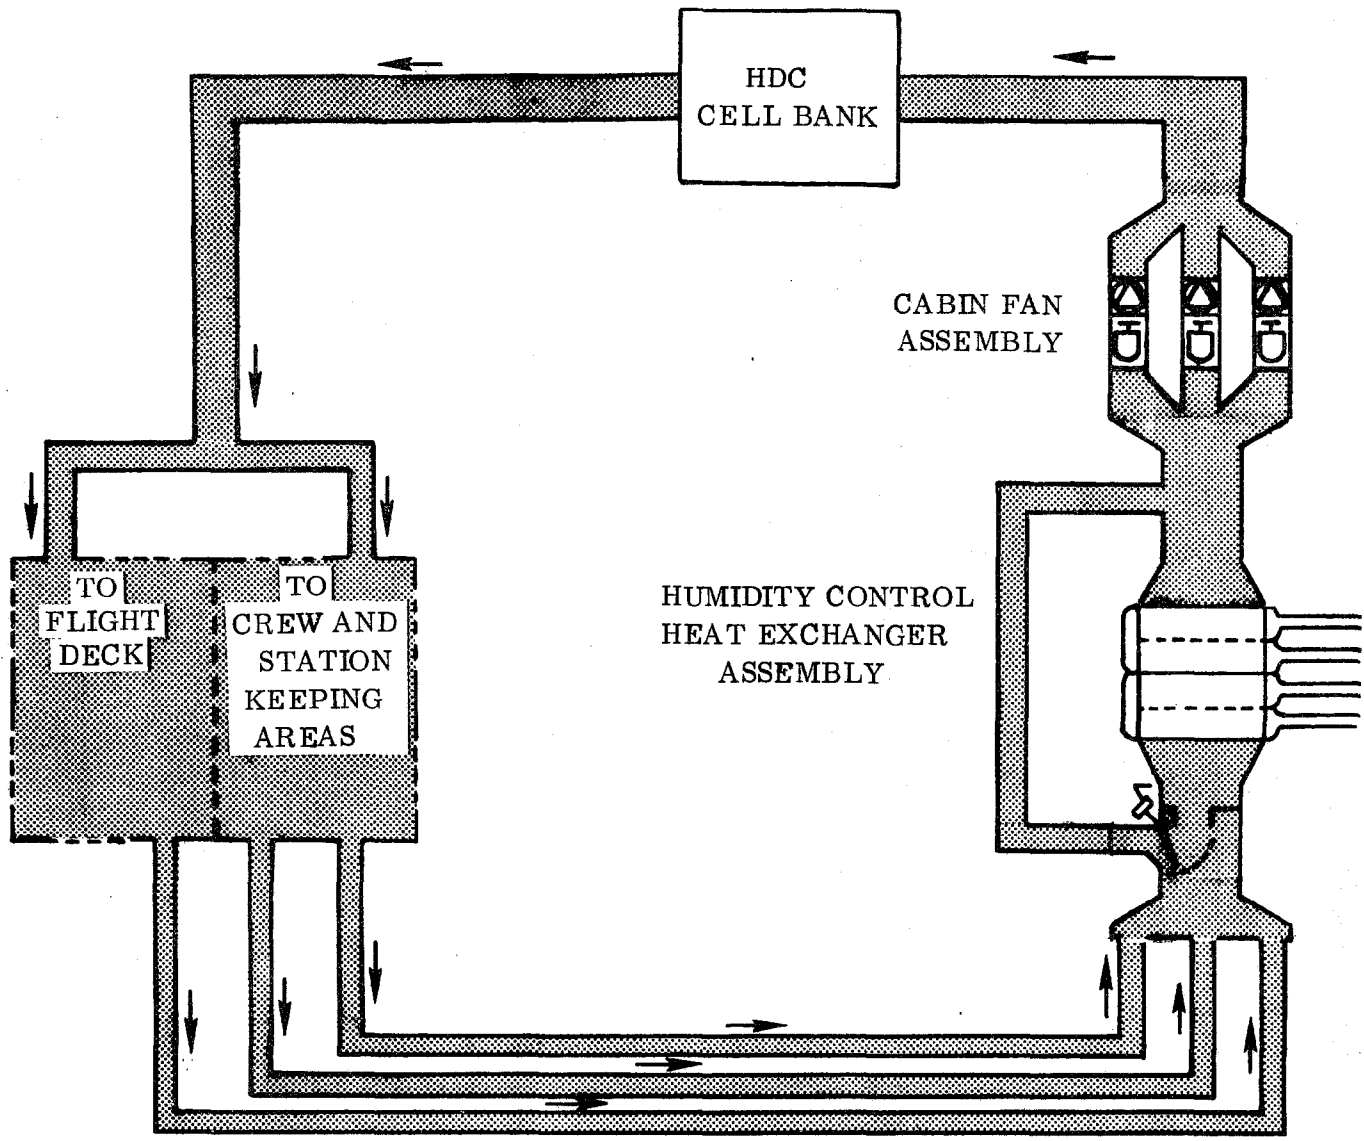 HDC
CELL BANK
CABIN FAN
ASSEMBLY
HUMIDITY CONTROL
HEAT EXCHANGER
ASSEMBLY
TO
FLIGHT
DECK
TO
CREW AND
STATION
KEEPING
AREAS